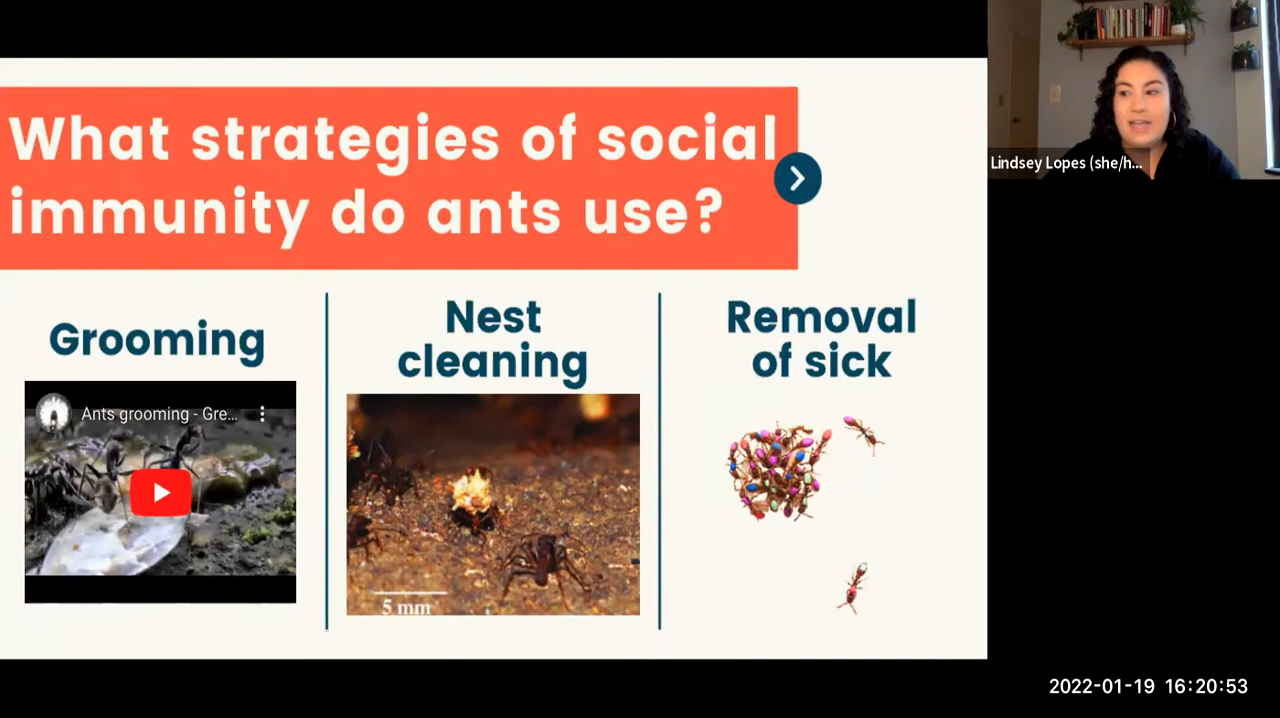 What strategies of social
immunity do ants use?
Grooming
Nest
cleaning
Removal
of sick
Ants grooming - Gre...
5 mm
Lindsey Lopes (she/h...
2022-01-19 16:20:53